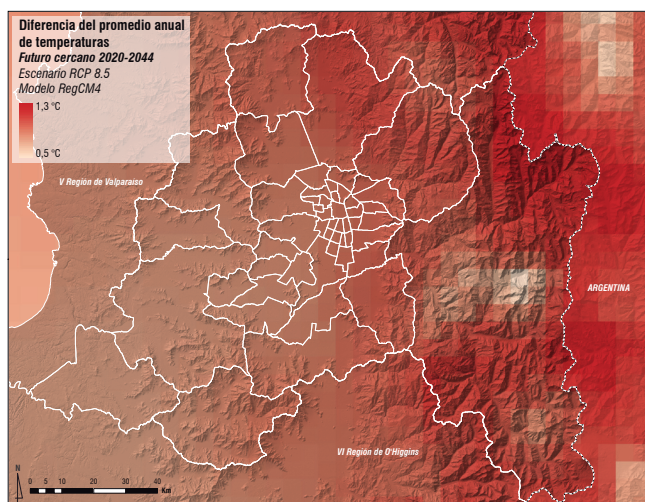 Diferencia del promedio anual
de temperaturas
Futuro cercano 2020-2044
Escenario RCP 8.5
Modelo RegCM4
1,3 °C
0,5 °C
V Región de Valparaíso
ARGENTINA
VI Región de O'Higgins
N
0 5 10 20 30 40
Km